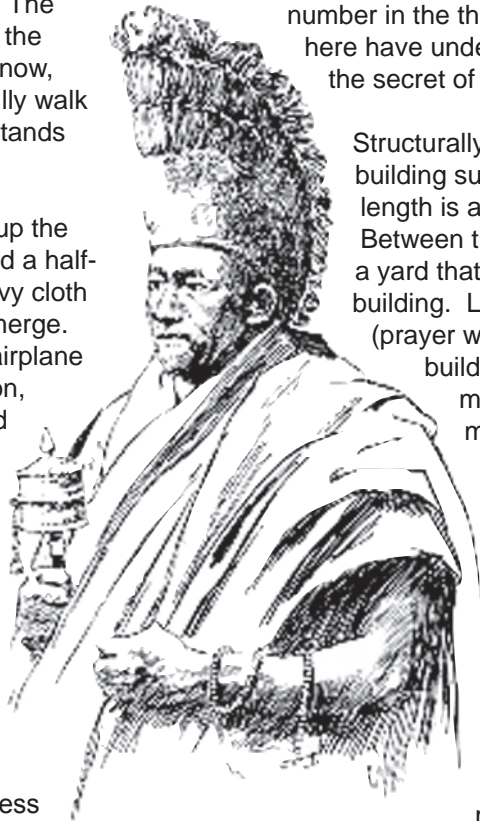 The
the
now,
lly walk
tands
up the
d a half-
vy cloth
nerge.
airplane
on,
d
ess
number in the th
here have unde
the secret of
Structurally
building su
length is a
Between t
a yard that
building.  L
(prayer w
build
m
m